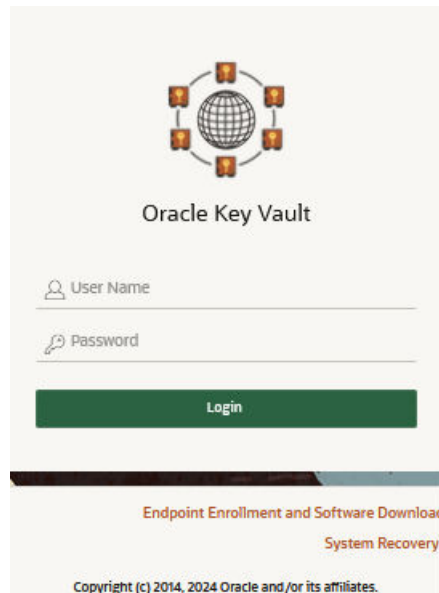 Oracle Key Vault
User Name
Password
Login
Endpoint Enrollment and Software Download
System Recovery
Copyright (c) 2014, 2024 Oracle and/or its affiliates.